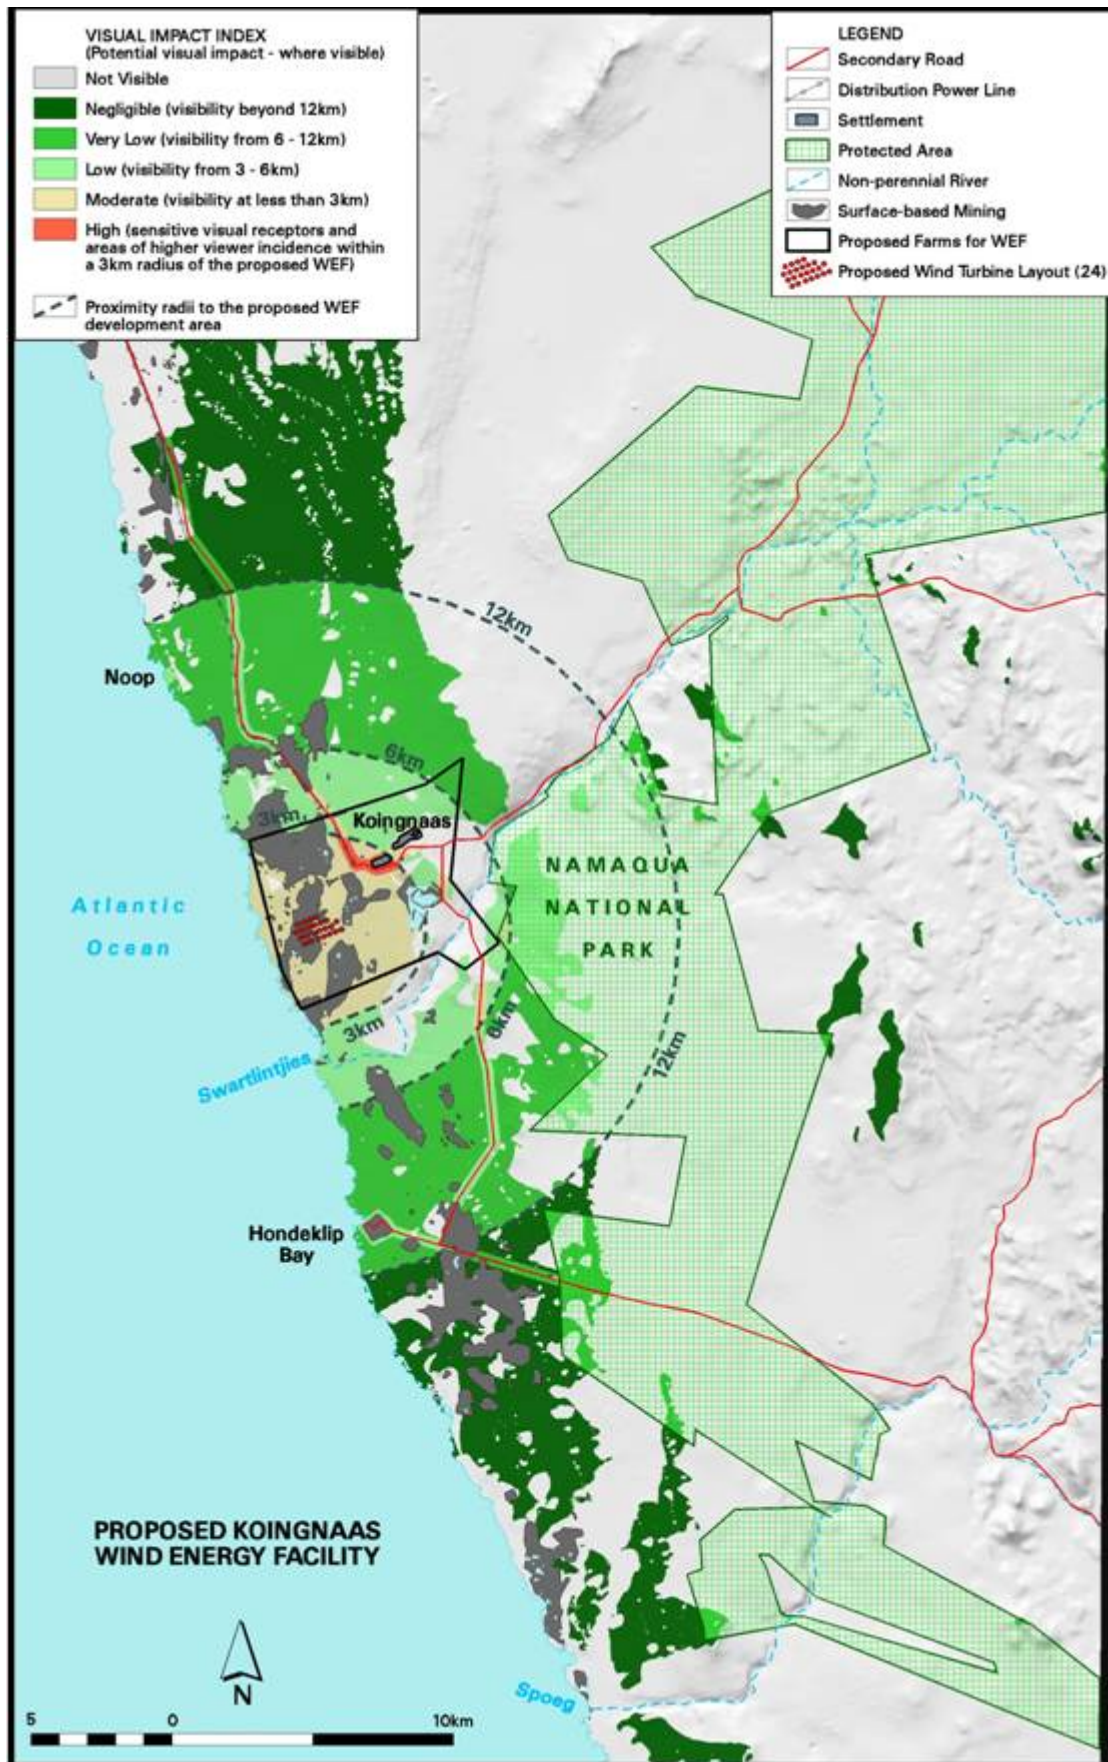 VISUAL IMPACT INDEX
(Potential visual impact - where visible)
Not Visible
Negligible (visibility beyond 12km)
Very Low (visibility from 6 - 12km)
Low (visibility from 3 - 6km)
Moderate (visibility at less than 3km)
High (sensitive visual receptors and
areas of higher viewer incidence within
a 3km radius of the proposed WEF)
Proximity radii to the proposed WEF
development area
LEGEND
Secondary Road
Distribution Power Line
Settlement
Protected Area
Non-perennial River
Surface-based Mining
Proposed Farms for WEF
Proposed Wind Turbine Layout (24)
12km
Noop
6km
3km
Koingnaas
NAMAQUA
NATIONAL
PARK
Atlantic
Ocean
3km
6km
12km
Swartlintjies
Hondeklip
Bay
PROPOSED KOINGNAAS
WIND ENERGY FACILITY
N
Spoeg
5 0 10km